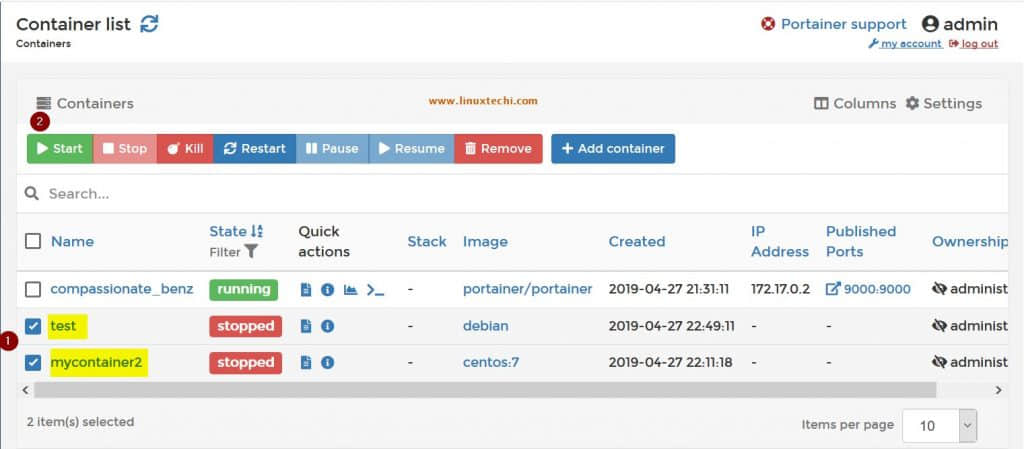 Container list
Portainer support admin
Containers
my account log out
www.linuxtechi.com
Containers
Columns Settings
2
Start Stop Kill Restart Pause Resume Remove + Add container
Search...
Name State Filter Quick actions Stack Image Created IP Address Published Ports Ownership
compassionate_benz running - portainer/portainer 2019-04-27 21:31:11 172.17.0.2 9000:9000 administ
test stopped - debian 2019-04-27 22:49:11 - - administ
1
mycontainer2 stopped - centos:7 2019-04-27 22:11:18 - - administ
2 item(s) selected
Items per page 10